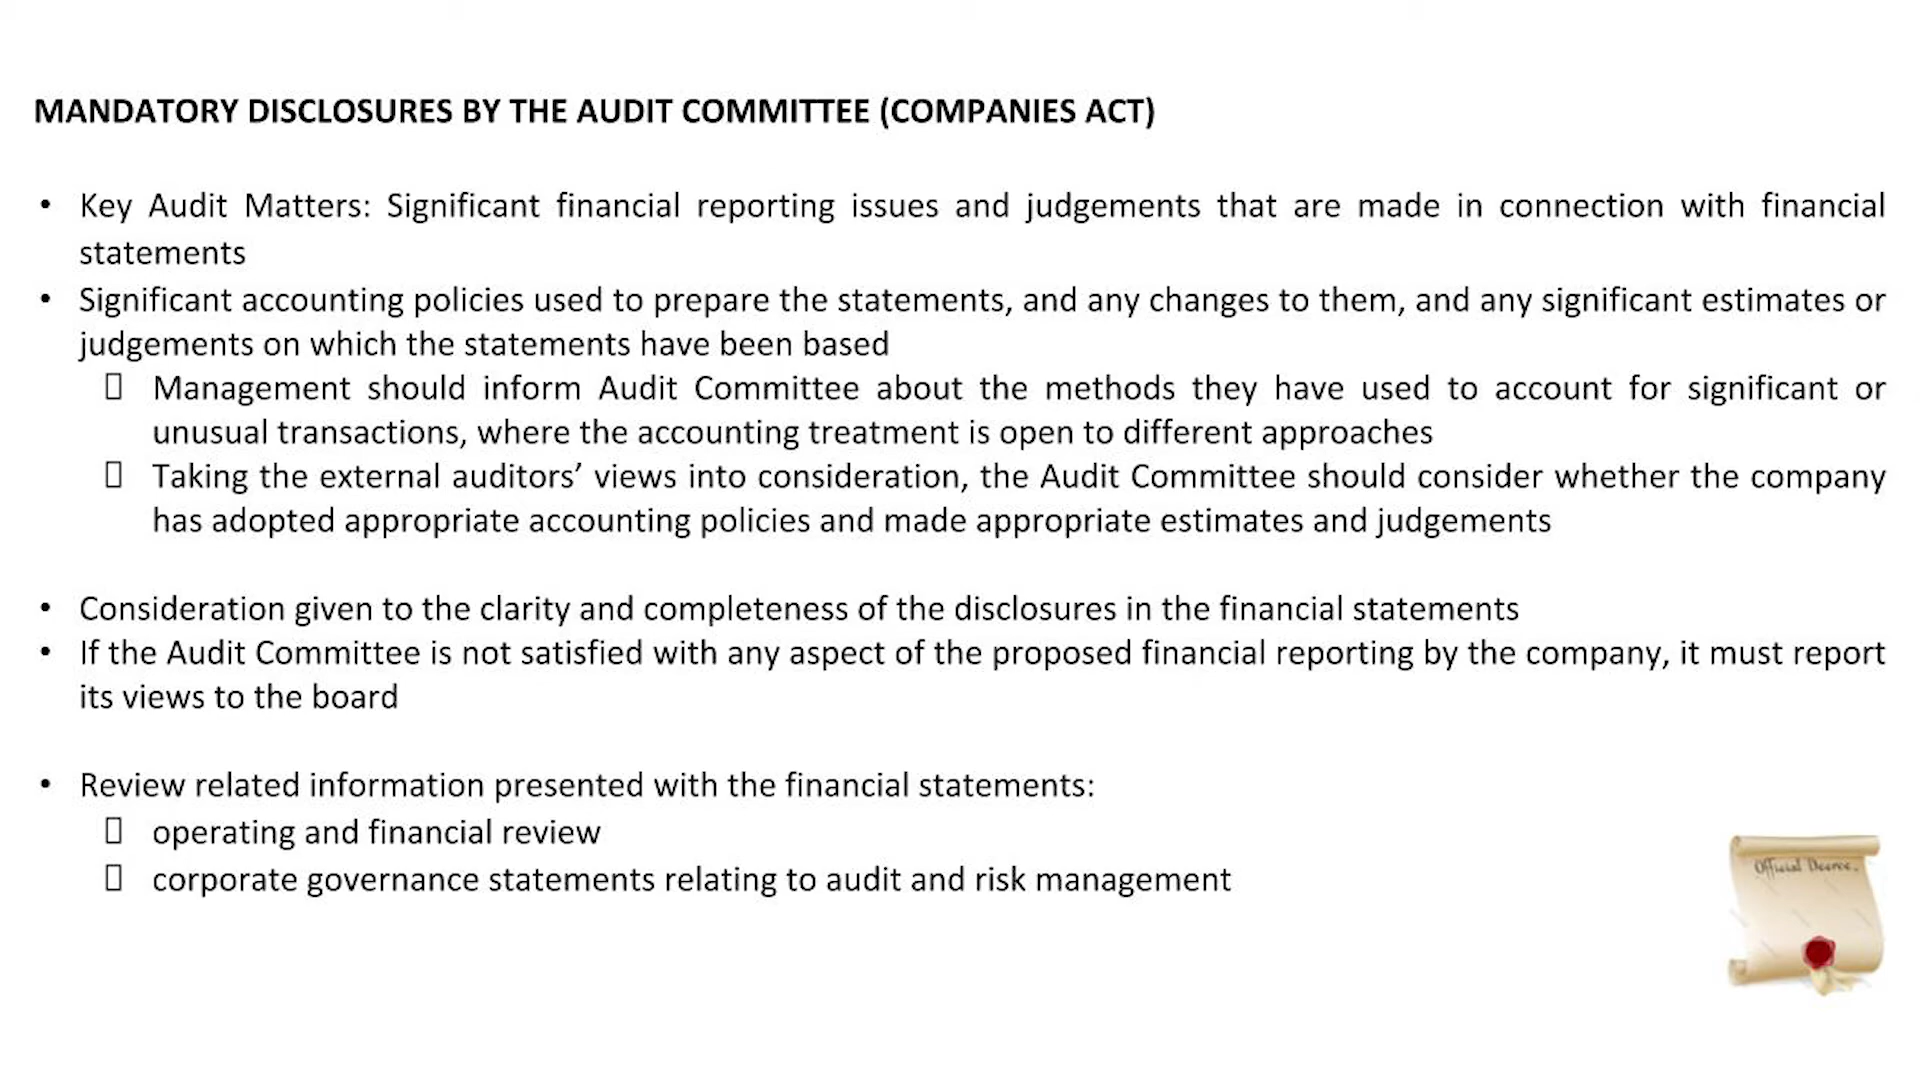 MANDATORY DISCLOSURES BY THE AUDIT COMMITTEE (COMPANIES ACT)
• Key Audit Matters: Significant financial reporting issues and judgements that are made in connection with financial
statements
• Significant accounting policies used to prepare the statements, and any changes to them, and any significant estimates or
judgements on which the statements have been based
▯ Management should inform Audit Committee about the methods they have used to account for significant or
unusual transactions, where the accounting treatment is open to different approaches
▯ Taking the external auditors’ views into consideration, the Audit Committee should consider whether the company
has adopted appropriate accounting policies and made appropriate estimates and judgements
• Consideration given to the clarity and completeness of the disclosures in the financial statements
• If the Audit Committee is not satisfied with any aspect of the proposed financial reporting by the company, it must report
its views to the board
• Review related information presented with the financial statements:
▯ operating and financial review
▯ corporate governance statements relating to audit and risk management
Official Decree.